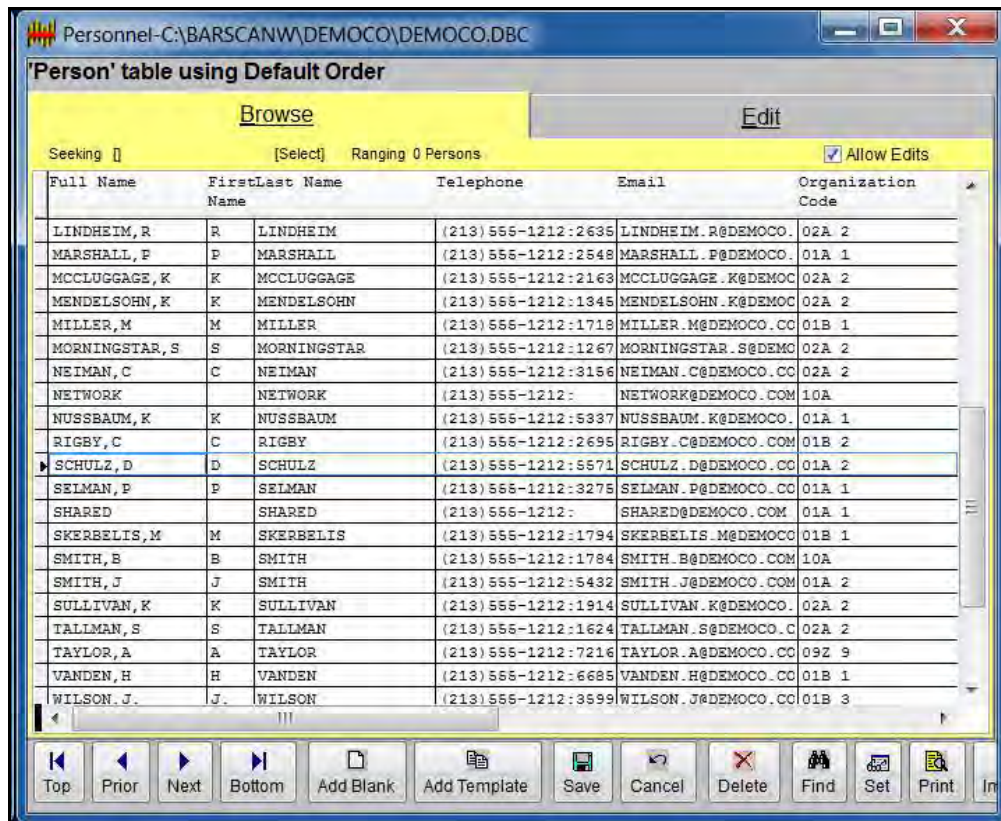 Personnel-C:\BARSCANW\DEMOCO\DEMOCO.DBC
'Person' table using Default Order
Browse Edit
Seeking [] [Select] Ranging 0 Persons Allow Edits
Full Name FirstLast Name Telephone Email Organization
Name Code
LINDHEIM,R R LINDHEIM (213)555-1212:2635 LINDHEIM.R@DEMOCO. 02A 2
MARSHALL,P P MARSHALL (213)555-1212:2548 MARSHALL.P@DEMOCO. 01A 1
MCCLUGGAGE,K K MCCLUGGAGE (213)555-1212:2163 MCCLUGGAGE.K@DEMOC 02A 2
MENDELSOHN,K K MENDELSOHN (213)555-1212:1345 MENDELSOHN.K@DEMOC 02A 2
MILLER,M M MILLER (213)555-1212:1718 MILLER.M@DEMOCO.CO 01B 1
MORNINGSTAR,S S MORNINGSTAR (213)555-1212:1267 MORNINGSTAR.S@DEMO 02A 2
NEIMAN,C C NEIMAN (213)555-1212:3156 NEIMAN.C@DEMOCO.CO 02A 2
NETWORK NETWORK (213)555-1212: NETWORK@DEMOCO.COM 10A
NUSSBAUM,K K NUSSBAUM (213)555-1212:5337 NUSSBAUM.K@DEMOCO. 01A 1
RIGBY,C C RIGBY (213)555-1212:2695 RIGBY.C@DEMOCO.COM 01B 2
SCHULZ,D D SCHULZ (213)555-1212:5571 SCHULZ.D@DEMOCO.CO 01A 2
SELMAN,P P SELMAN (213)555-1212:3275 SELMAN.P@DEMOCO.CO 01A 1
SHARED SHARED (213)555-1212: SHARED@DEMOCO.COM 01A 1
SKERBELIS,M M SKERBELIS (213)555-1212:1794 SKERBELIS.M@DEMOCO 01B 1
SMITH,B B SMITH (213)555-1212:1784 SMITH.B@DEMOCO.COM 10A
SMITH,J J SMITH (213)555-1212:5432 SMITH.J@DEMOCO.COM 01A 2
SULLIVAN,K K SULLIVAN (213)555-1212:1914 SULLIVAN.K@DEMOCO. 02A 2
TALLMAN,S S TALLMAN (213)555-1212:1624 TALLMAN.S@DEMOCO.C 02A 2
TAYLOR,A A TAYLOR (213)555-1212:7216 TAYLOR.A@DEMOCO.CO 09Z 9
VANDEN,H H VANDEN (213)555-1212:6685 VANDEN.H@DEMOCO.CO 01B 1
WILSON,J. J. WILSON (213)555-1212:3599 WILSON.J@DEMOCO.CO 01B 3
Top Prior Next Bottom Add Blank Add Template Save Cancel Delete Find Set Print